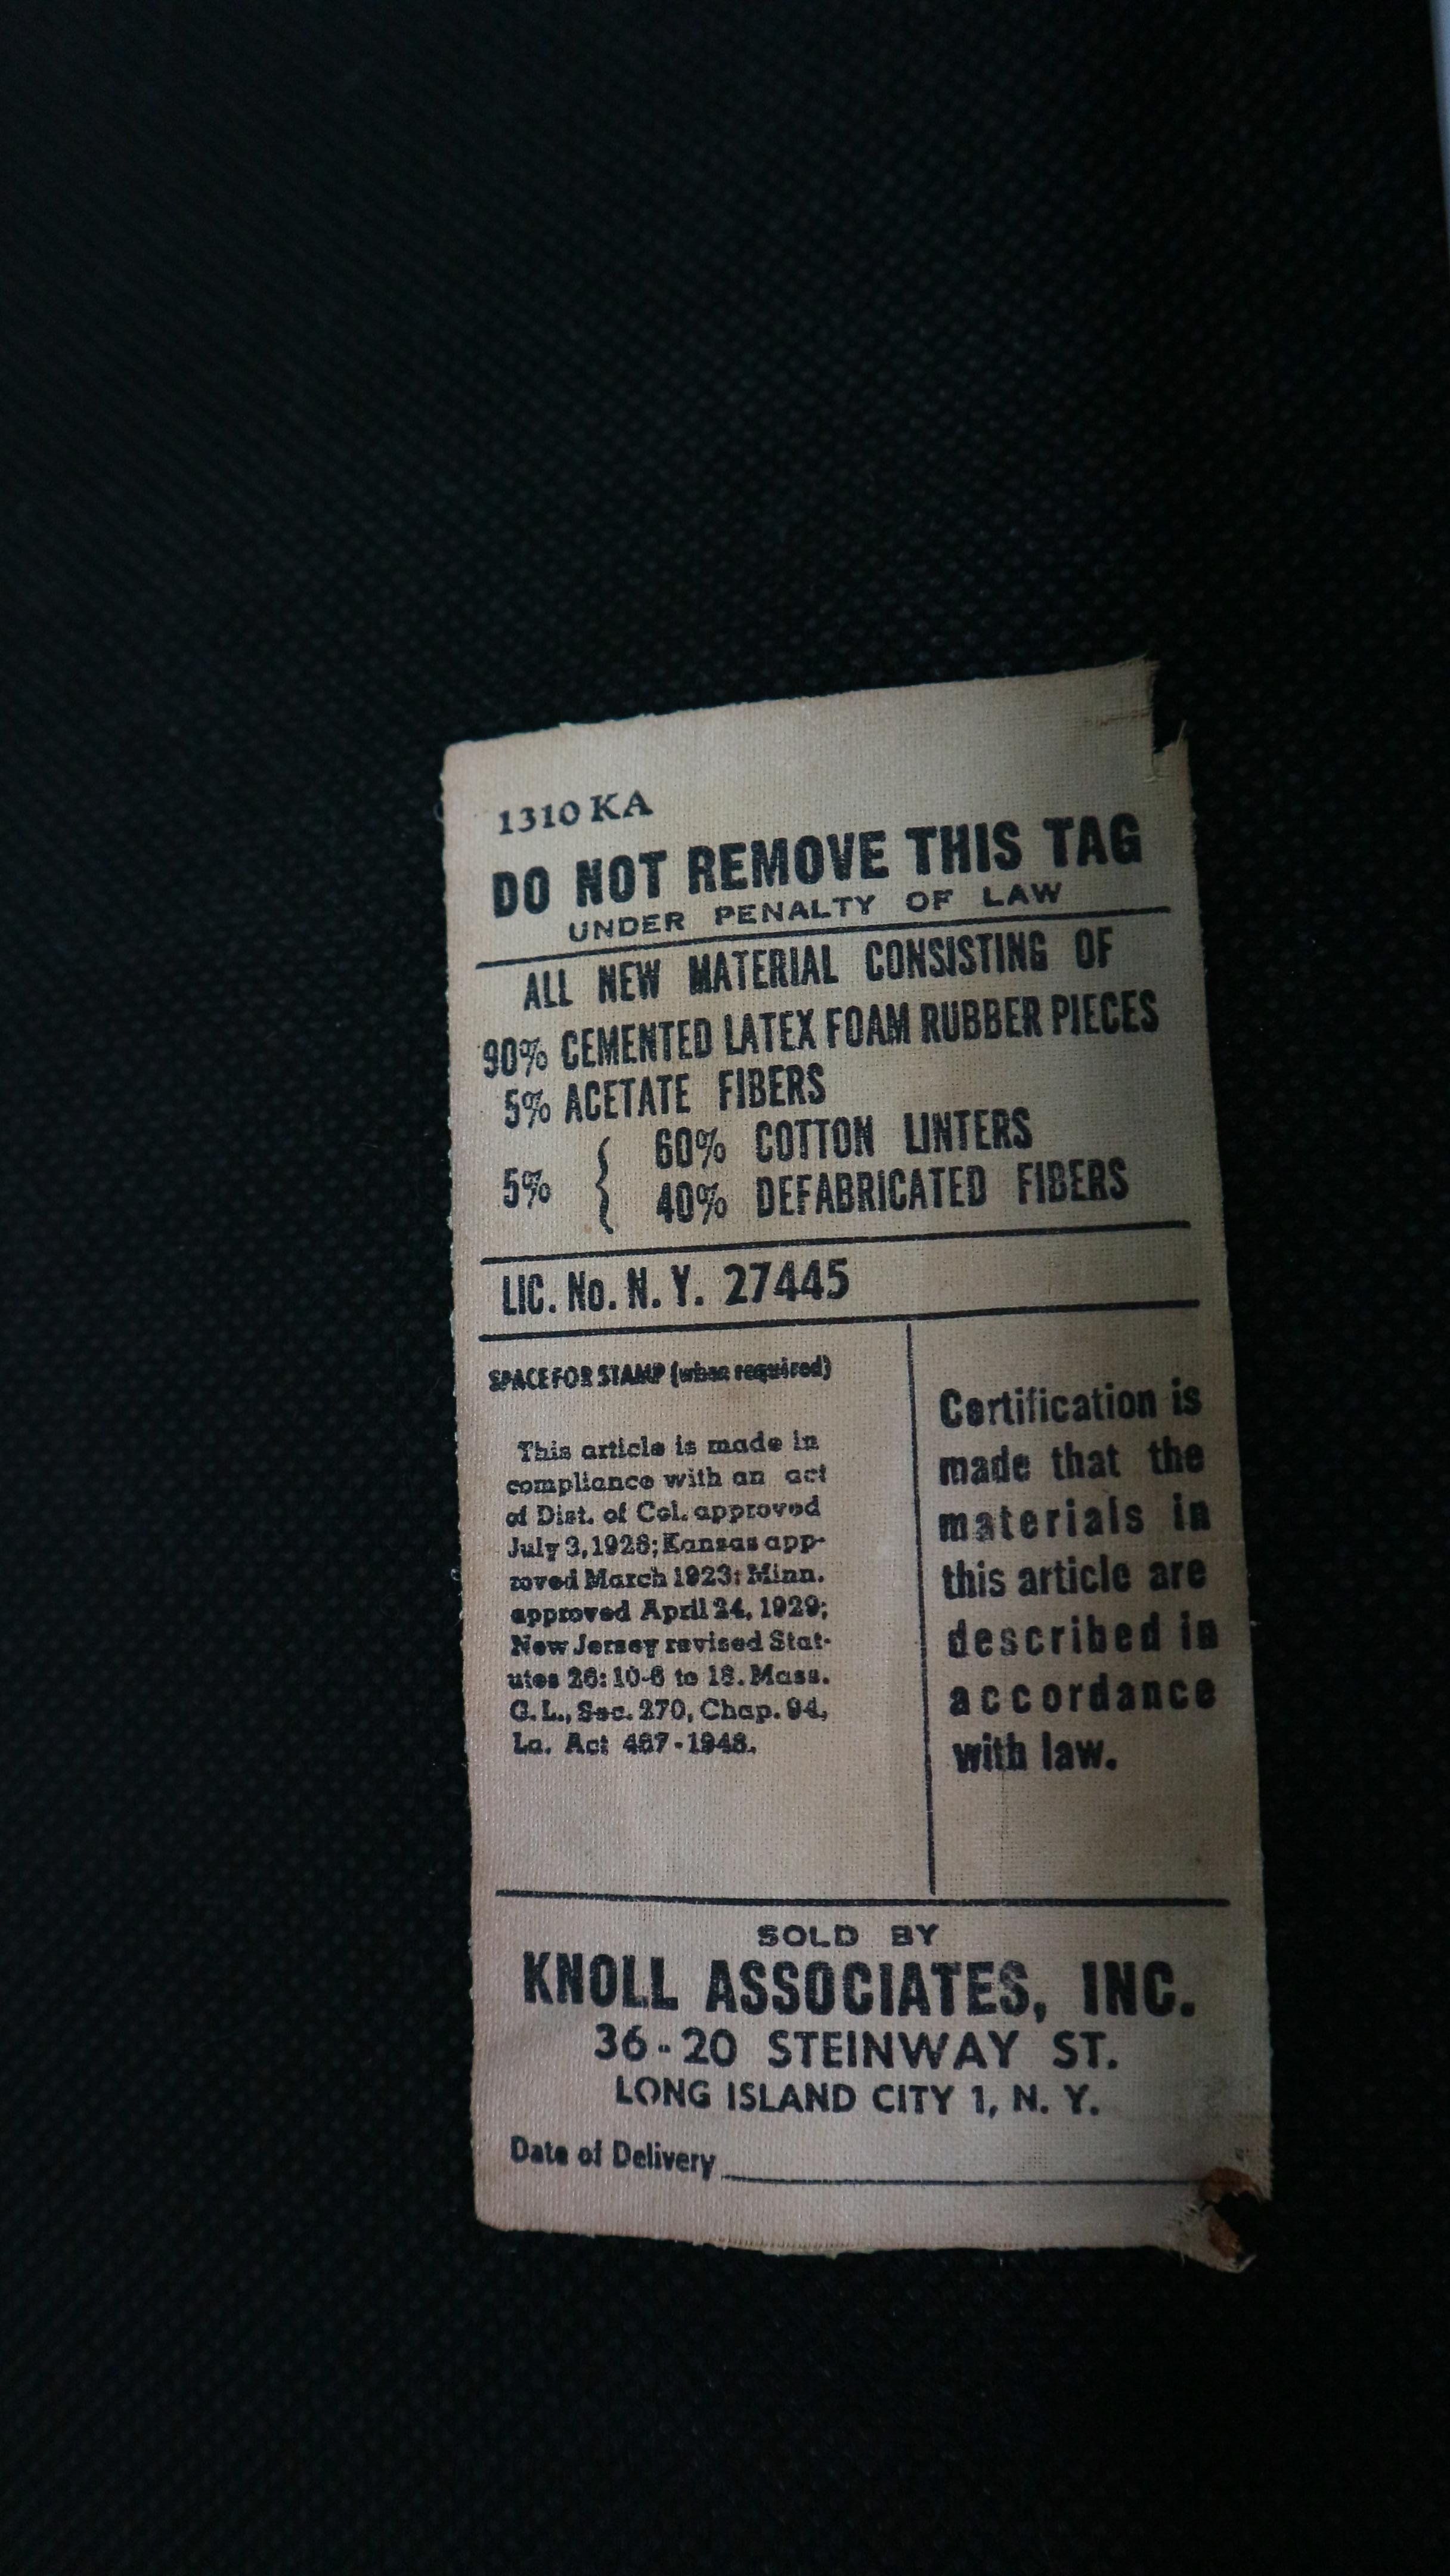 1310 KA
DO NOT REMOVE THIS TAG
UNDER PENALTY OF LAW
ALL NEW MATERIAL CONSISTING OF
90% CEMENTED LATEX FOAM RUBBER PIECES
5% ACETATE FIBERS
5% { 60% COTTON LINTERS
40% DEFABRICATED FIBERS
LIC. No. N. Y. 27445
SPACE FOR STAMP (when required)
This article is made in
compliance with an act
of Dist. of Col. approved
July 3, 1926; Kansas app-
roved March 1923; Minn.
approved April 24, 1929;
New Jersey revised Stat-
utes 26: 10-6 to 18. Mass.
G. L., Sec. 270, Chap. 94,
La. Act 467-1948.
Certification is
made that the
materials in
this article are
described in
accordance
with law.
SOLD BY
KNOLL ASSOCIATES, INC.
36-20 STEINWAY ST.
LONG ISLAND CITY 1, N. Y.
Date of Delivery